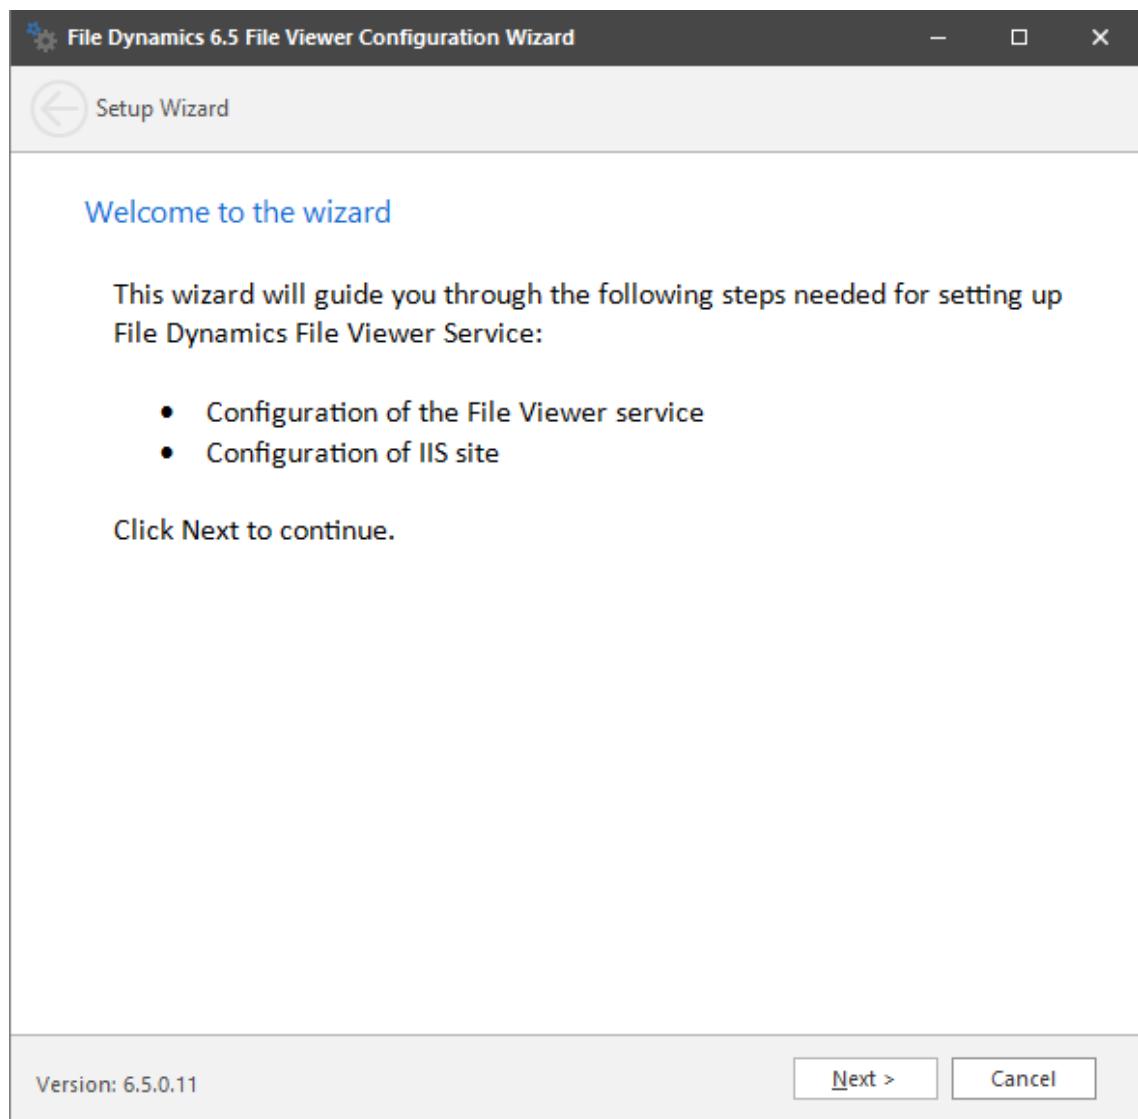 File Dynamics 6.5 File Viewer Configuration Wizard
Setup Wizard
Welcome to the wizard
This wizard will guide you through the following steps needed for setting up
File Dynamics File Viewer Service:
• Configuration of the File Viewer service
• Configuration of IIS site
Click Next to continue.
Version: 6.5.0.11
Next >
Cancel